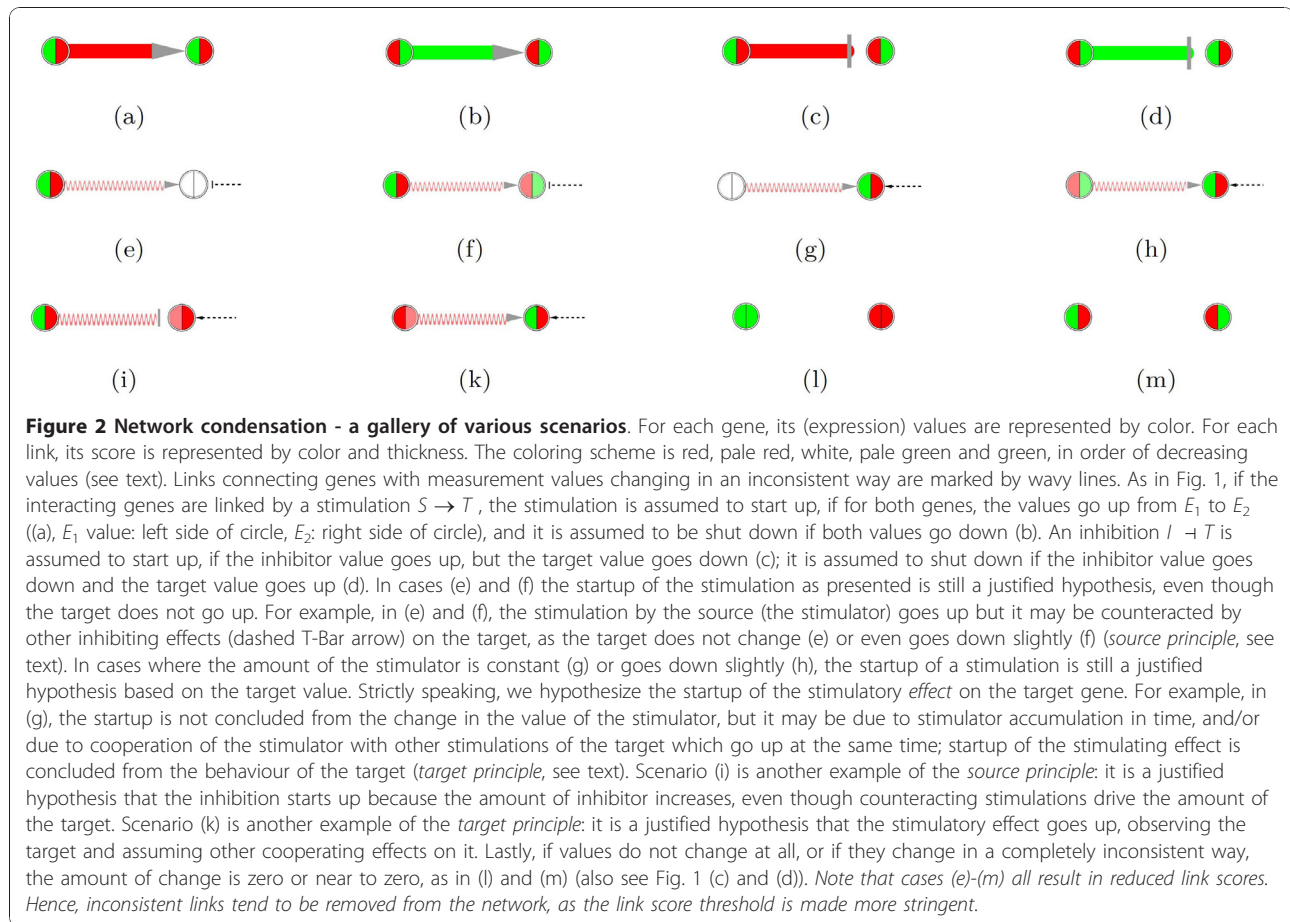 (a) (b) (c) (d)
(e) (f) (g) (h)
(i) (k) (l) (m)
Figure 2 Network condensation - a gallery of various scenarios. For each gene, its (expression) values are represented by color. For each
link, its score is represented by color and thickness. The coloring scheme is red, pale red, white, pale green and green, in order of decreasing
values (see text). Links connecting genes with measurement values changing in an inconsistent way are marked by wavy lines. As in Fig. 1, if the
interacting genes are linked by a stimulation S → T , the stimulation is assumed to start up, if for both genes, the values go up from E₁ to E₂
((a), E₁ value: left side of circle, E₂: right side of circle), and it is assumed to be shut down if both values go down (b). An inhibition I ⊣ T is
assumed to start up, if the inhibitor value goes up, but the target value goes down (c); it is assumed to shut down if the inhibitor value goes
down and the target value goes up (d). In cases (e) and (f) the startup of the stimulation as presented is still a justified hypothesis, even though
the target does not go up. For example, in (e) and (f), the stimulation by the source (the stimulator) goes up but it may be counteracted by
other inhibiting effects (dashed T-Bar arrow) on the target, as the target does not change (e) or even goes down slightly (f) (source principle, see
text). In cases where the amount of the stimulator is constant (g) or goes down slightly (h), the startup of a stimulation is still a justified
hypothesis based on the target value. Strictly speaking, we hypothesize the startup of the stimulatory effect on the target gene. For example, in
(g), the startup is not concluded from the change in the value of the stimulator, but it may be due to stimulator accumulation in time, and/or
due to cooperation of the stimulator with other stimulations of the target which go up at the same time; startup of the stimulating effect is
concluded from the behaviour of the target (target principle, see text). Scenario (i) is another example of the source principle: it is a justified
hypothesis that the inhibition starts up because the amount of inhibitor increases, even though counteracting stimulations drive the amount of
the target. Scenario (k) is another example of the target principle: it is a justified hypothesis that the stimulatory effect goes up, observing the
target and assuming other cooperating effects on it. Lastly, if values do not change at all, or if they change in a completely inconsistent way,
the amount of change is zero or near to zero, as in (l) and (m) (also see Fig. 1 (c) and (d)). Note that cases (e)-(m) all result in reduced link scores.
Hence, inconsistent links tend to be removed from the network, as the link score threshold is made more stringent.